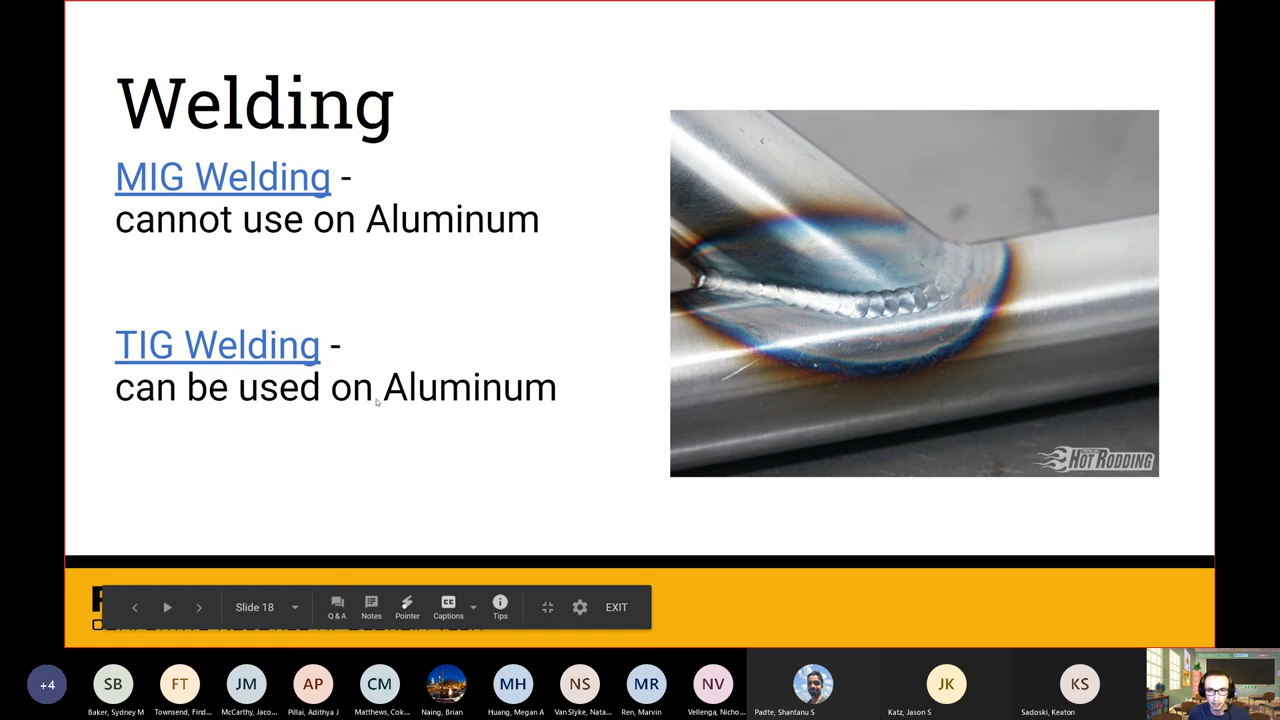 Welding
MIG Welding -
cannot use on Aluminum
TIG Welding -
can be used on Aluminum
HOT RODDING
Slide 18
Q & A
Notes
Pointer
Captions
Tips
EXIT
+4
SB
FT
JM
AP
CM
MH
NS
MR
NV
JK
KS
Baker, Sydney M
Townsend, Find...
McCarthy, Jaco...
Pillai, Adithya J
Matthews, Cok...
Naing, Brian
Huang, Megan A
Van Slyke, Nata...
Ren, Marvin
Vellenga, Nicho...
Padte, Shantanu S
Katz, Jason S
Sadoski, Keaton